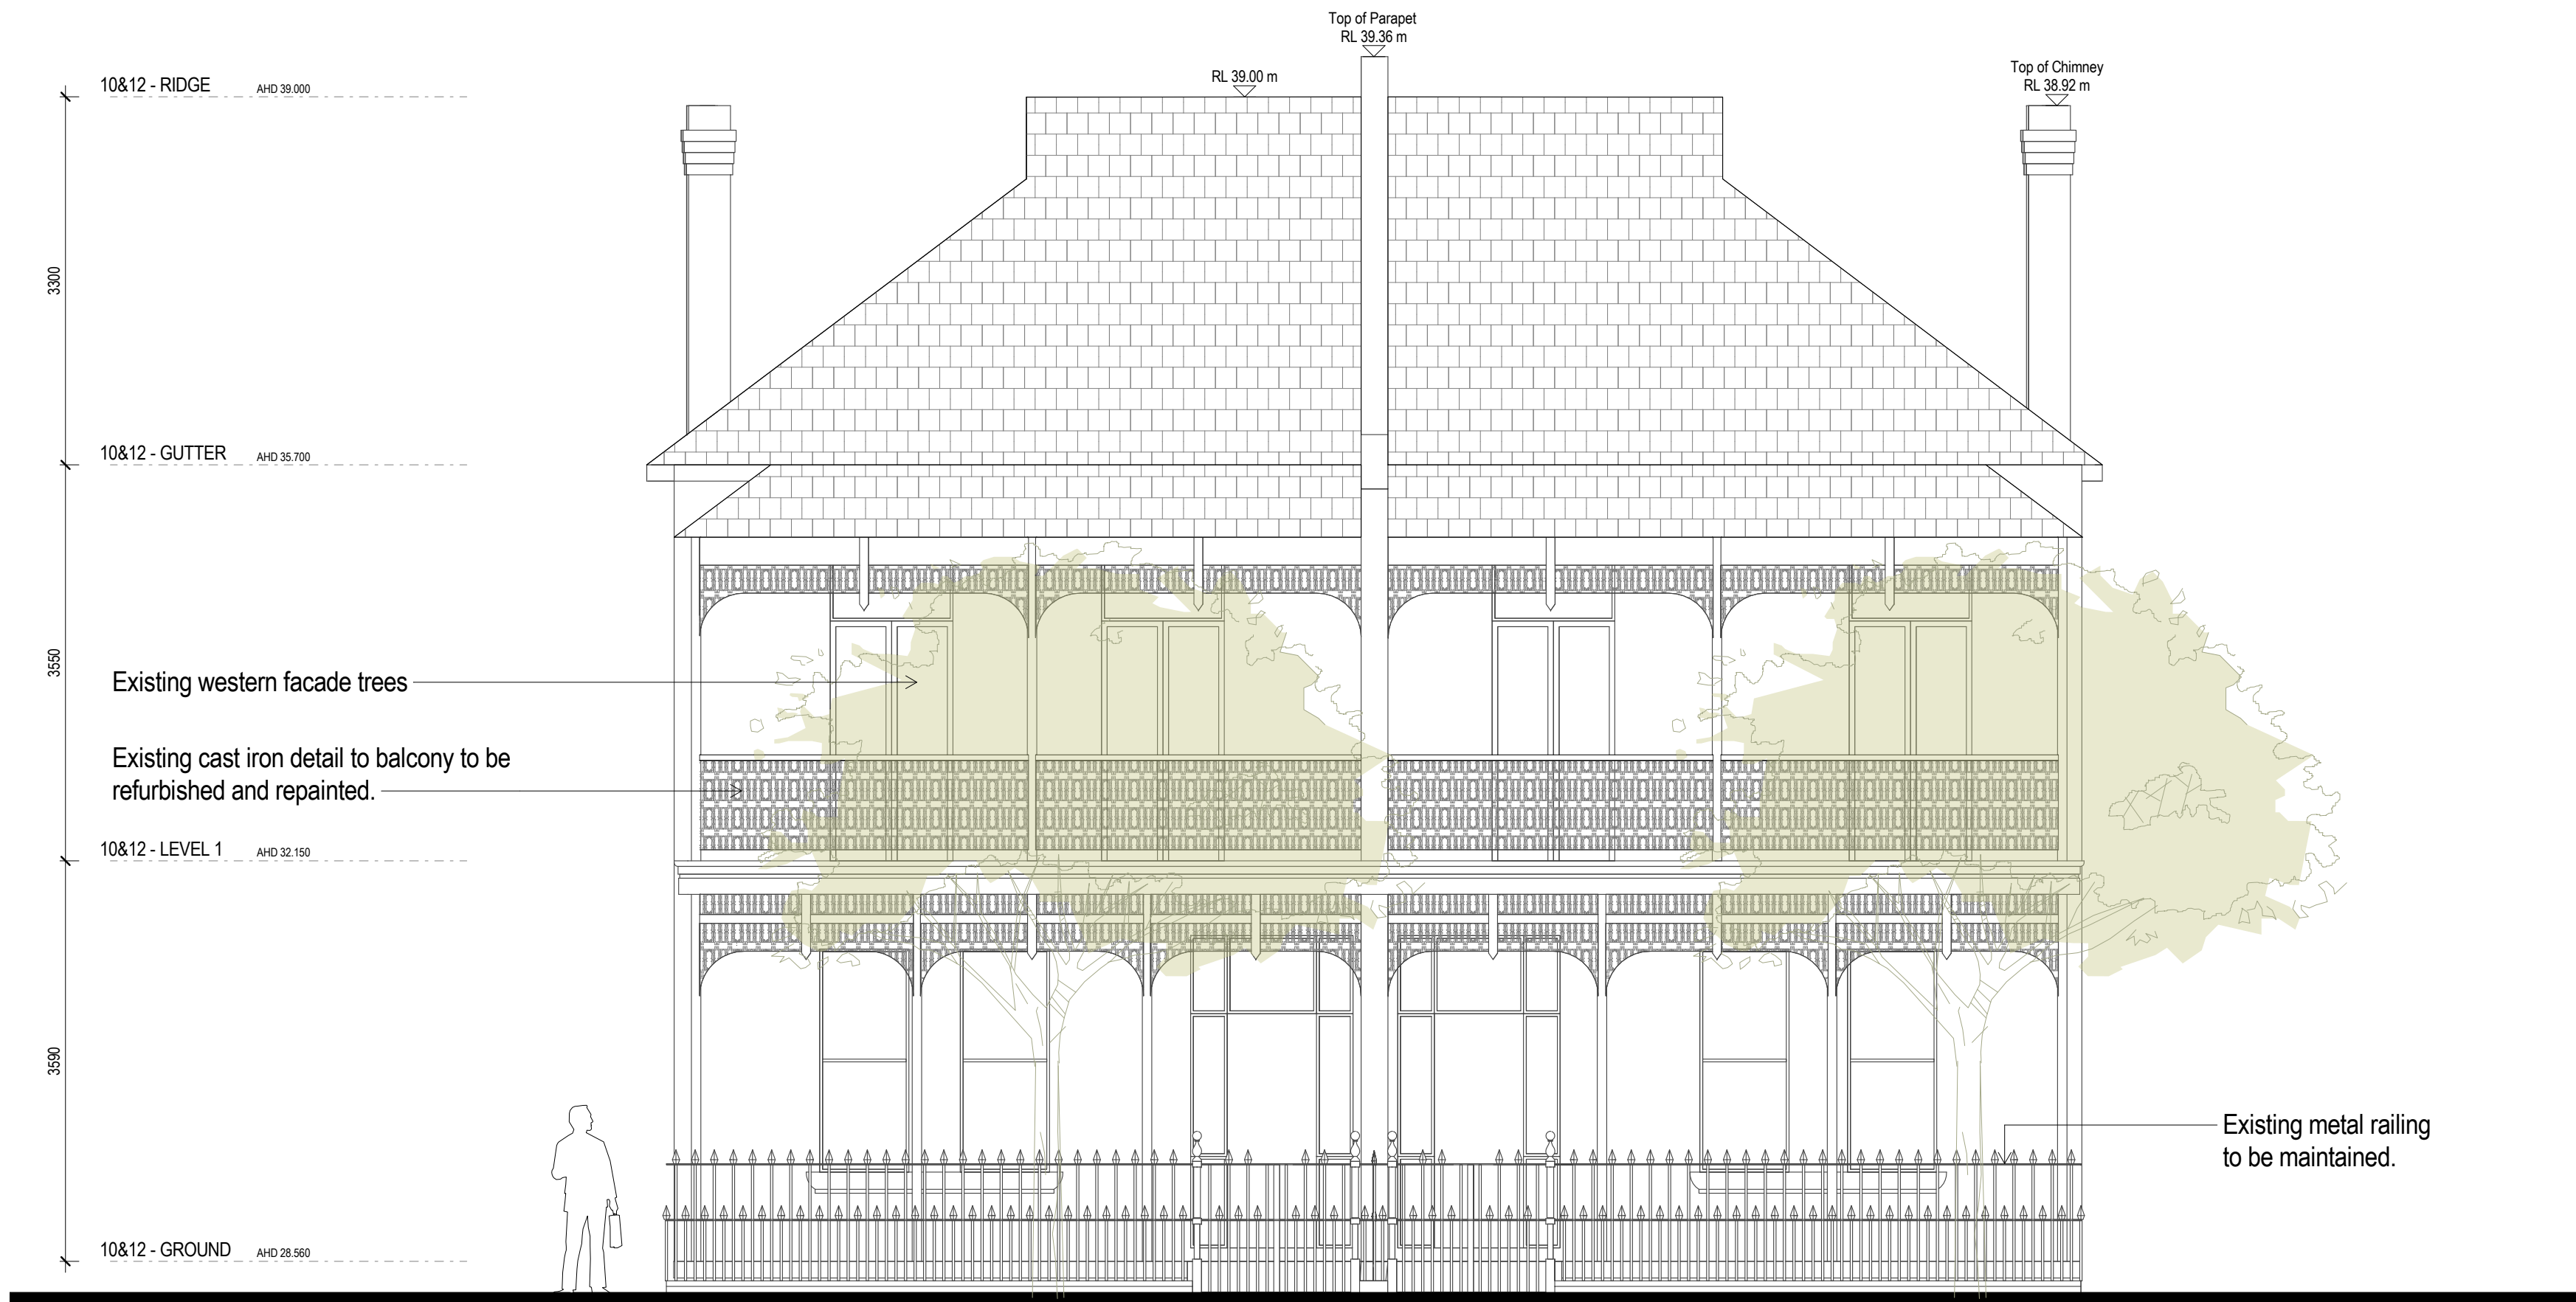 Top of Parapet
RL 39.36 m
RL 39.00 m
Top of Chimney
RL 38.92 m
10&12 - RIDGE AHD 39.000
3300
10&12 - GUTTER AHD 35.700
3550
Existing western facade trees
Existing cast iron detail to balcony to be
refurbished and repainted.
10&12 - LEVEL 1 AHD 32.150
3590
Existing metal railing
to be maintained.
10&12 - GROUND AHD 28.560